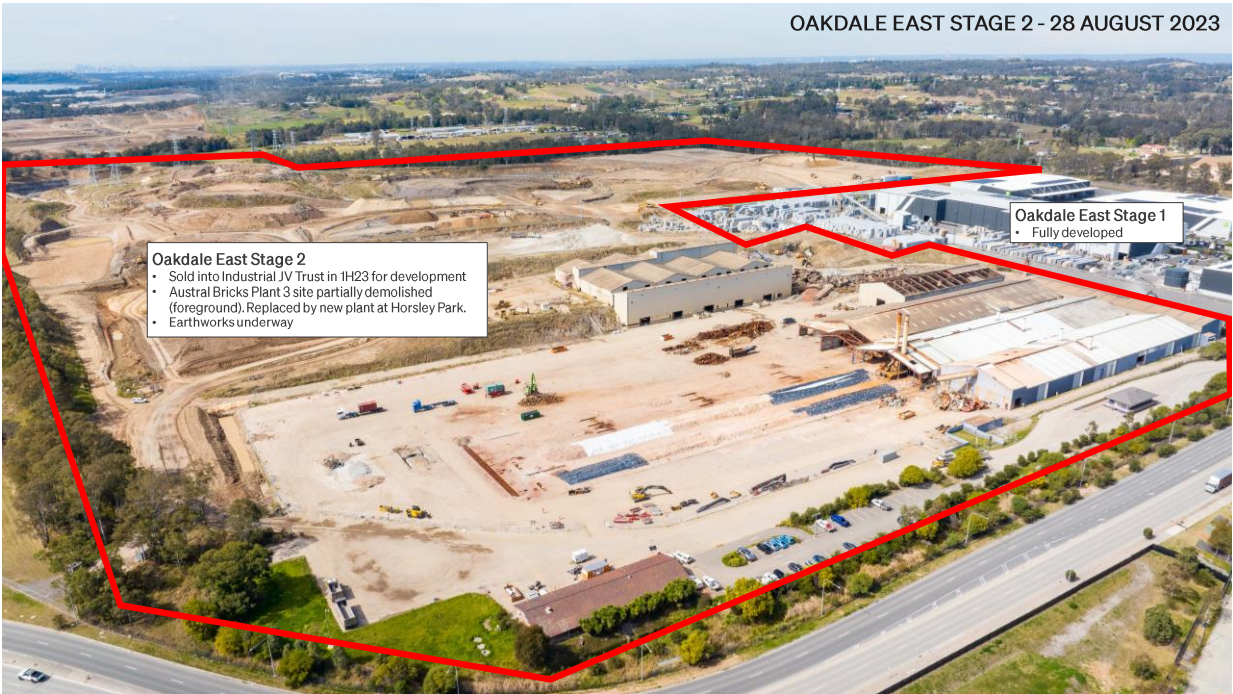 OAKDALE EAST STAGE 2 - 28 AUGUST 2023
Oakdale East Stage 1
• Fully developed
Oakdale East Stage 2
• Sold into Industrial JV Trust in 1H23 for development
• Austral Bricks Plant 3 site partially demolished
(foreground). Replaced by new plant at Horsley Park.
• Earthworks underway